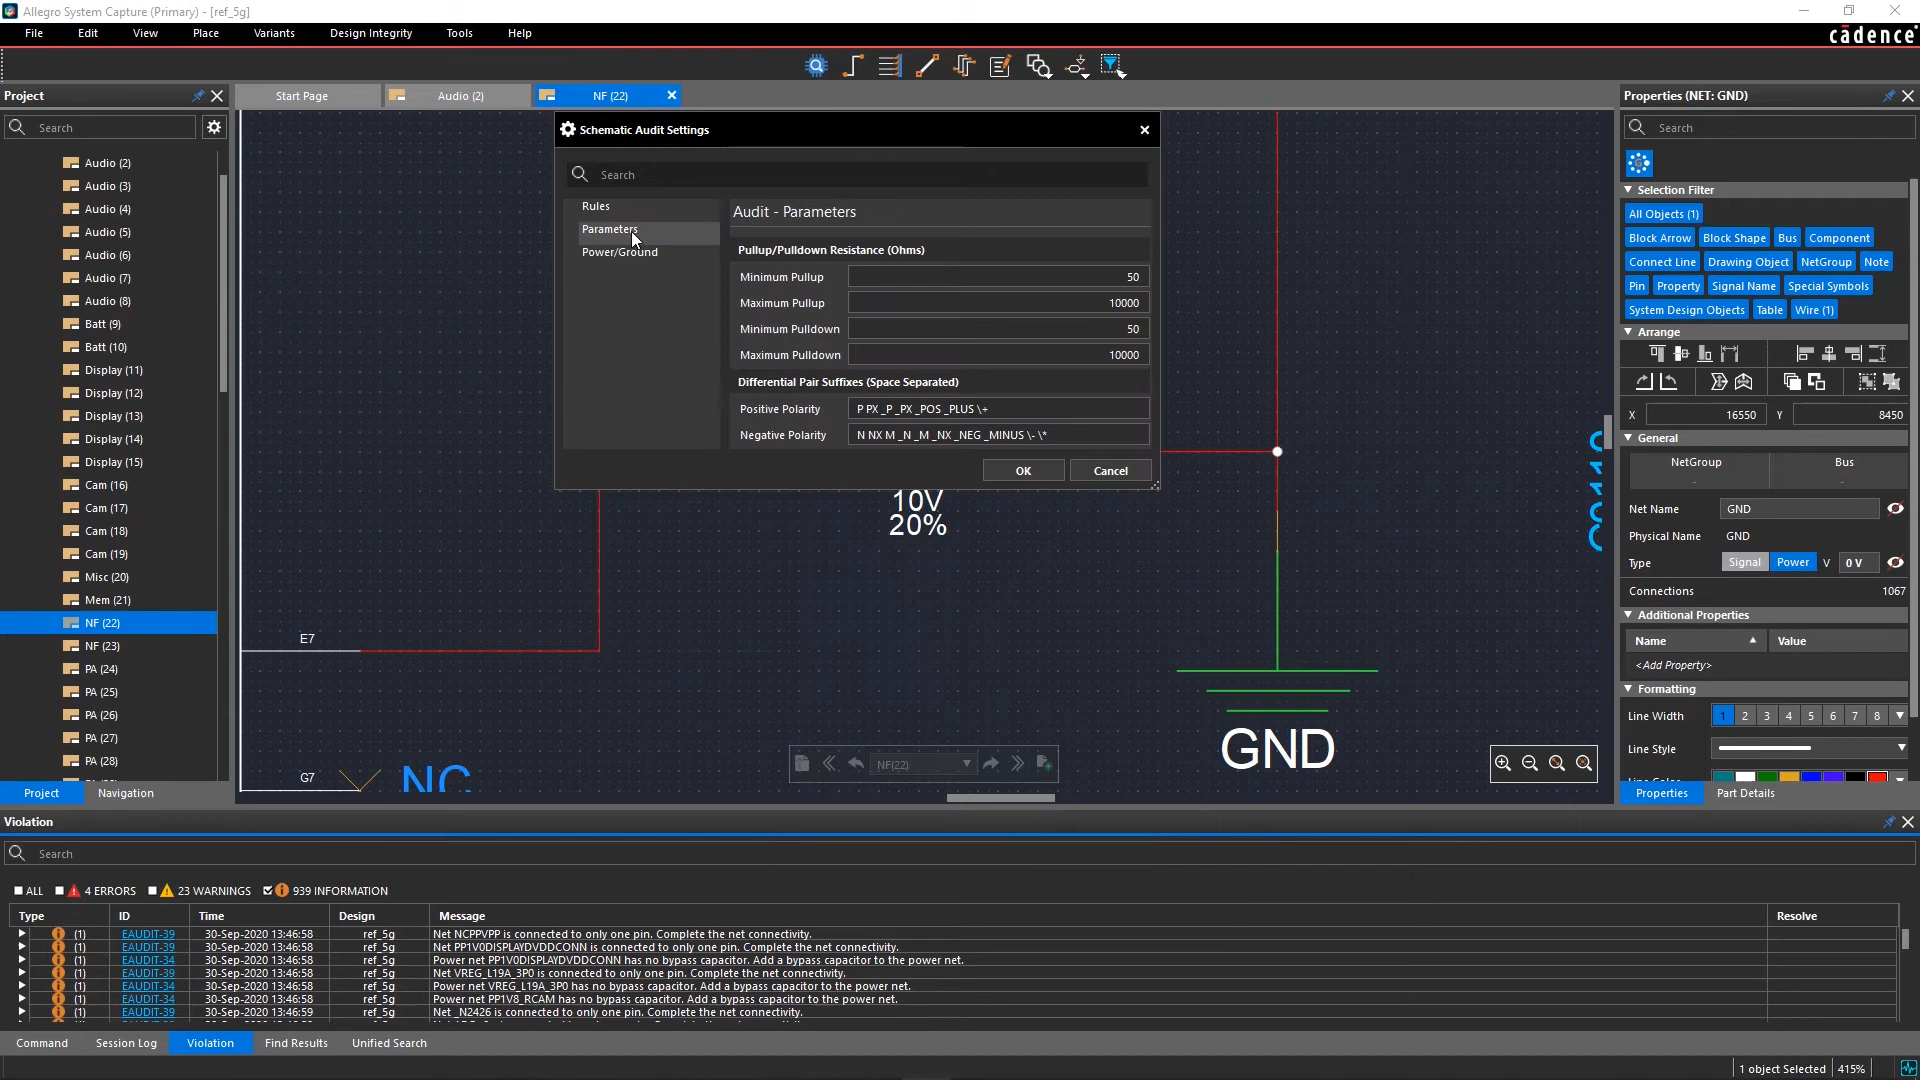 Allegro System Capture (Primary) - [ref_5g]
File Edit View Place Variants Design Integrity Tools Help
cādence
Project
Start Page
Audio (2)
NF (22)
Properties (NET: GND)
Search
Audio (2)
Audio (3)
Audio (4)
Audio (5)
Audio (6)
Audio (7)
Audio (8)
Batt (9)
Batt (10)
Display (11)
Display (12)
Display (13)
Display (14)
Display (15)
Cam (16)
Cam (17)
Cam (18)
Cam (19)
Misc (20)
Mem (21)
NF (22)
NF (23)
PA (24)
PA (25)
PA (26)
PA (27)
PA (28)
Project
Navigation
Schematic Audit Settings
Search
Rules
Parameters
Power/Ground
Audit - Parameters
Pullup/Pulldown Resistance (Ohms)
Minimum Pullup 50
Maximum Pullup 10000
Minimum Pulldown 50
Maximum Pulldown 10000
Differential Pair Suffixes (Space Separated)
Positive Polarity P PX _P _PX _POS _PLUS \+
Negative Polarity N NX M _N _M _NX _NEG _MINUS \- \*
OK
Cancel
10V
20%
E7
G7
NC
GND
NF(22)
Search
Selection Filter
All Objects (1)
Block Arrow Block Shape Bus Component
Connect Line Drawing Object NetGroup Note
Pin Property Signal Name Special Symbols
System Design Objects Table Wire (1)
Arrange
X 16550 Y 8450
General
NetGroup Bus
- -
Net Name GND
Physical Name GND
Type Signal Power V 0 V
Connections 1067
Additional Properties
Name Value
<Add Property>
Formatting
Line Width 1 2 3 4 5 6 7 8
Line Style
Properties
Part Details
Violation
Search
ALL 4 ERRORS 23 WARNINGS 939 INFORMATION
Type ID Time Design Message Resolve
(1) EAUDIT-39 30-Sep-2020 13:46:58 ref_5g Net NCPPVPP is connected to only one pin. Complete the net connectivity.
(1) EAUDIT-39 30-Sep-2020 13:46:58 ref_5g Net PP1V0DISPLAYDVDDCONN is connected to only one pin. Complete the net connectivity.
(1) EAUDIT-34 30-Sep-2020 13:46:58 ref_5g Power net PP1V0DISPLAYDVDDCONN has no bypass capacitor. Add a bypass capacitor to the power net.
(1) EAUDIT-39 30-Sep-2020 13:46:58 ref_5g Net VREG_L19A_3P0 is connected to only one pin. Complete the net connectivity.
(1) EAUDIT-34 30-Sep-2020 13:46:58 ref_5g Power net VREG_L19A_3P0 has no bypass capacitor. Add a bypass capacitor to the power net.
(1) EAUDIT-34 30-Sep-2020 13:46:58 ref_5g Power net PP1V8_RCAM has no bypass capacitor. Add a bypass capacitor to the power net.
(1) EAUDIT-39 30-Sep-2020 13:46:59 ref_5g Net _N2426 is connected to only one pin. Complete the net connectivity.
Command Session Log Violation Find Results Unified Search
1 object Selected 415%